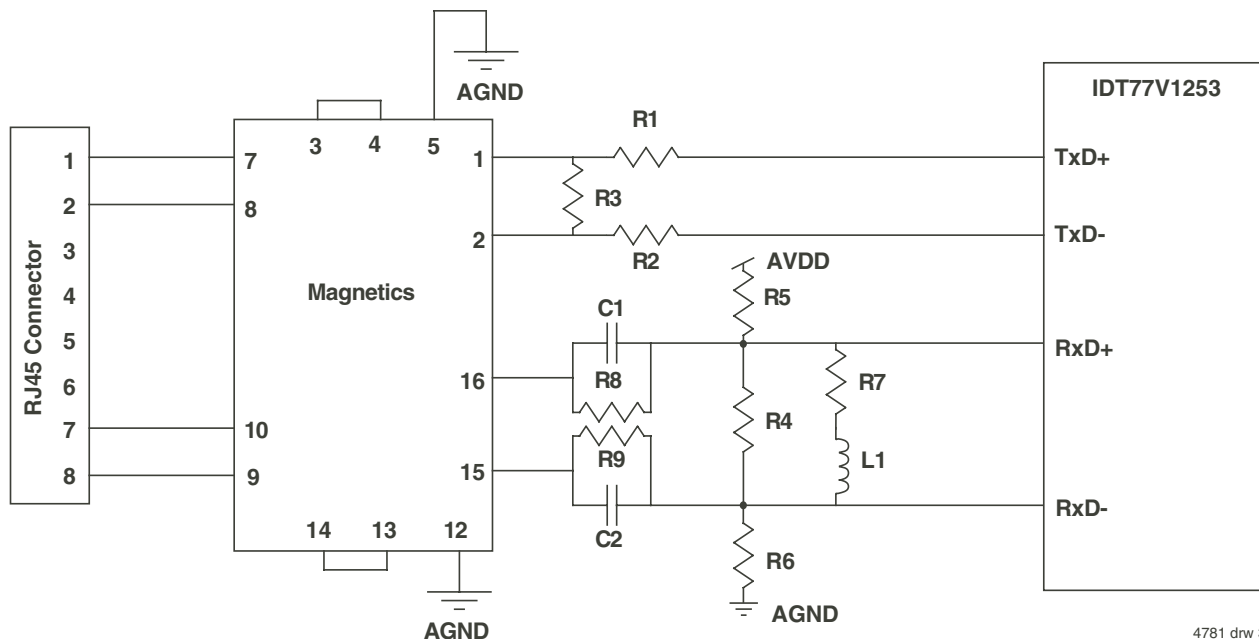 AGND
IDT77V1253
R1
3 4 5
1 7 1 TxD+
R3
2 8
2 TxD-
R2
3
AVDD
R5
RJ45 Connector
4
Magnetics
C1
5 RxD+
16 R8 R7
6
R4
7 10
R9
15 L1
8 9
RxD-
14 13 12
C2
R6
AGND
AGND
4781 drw